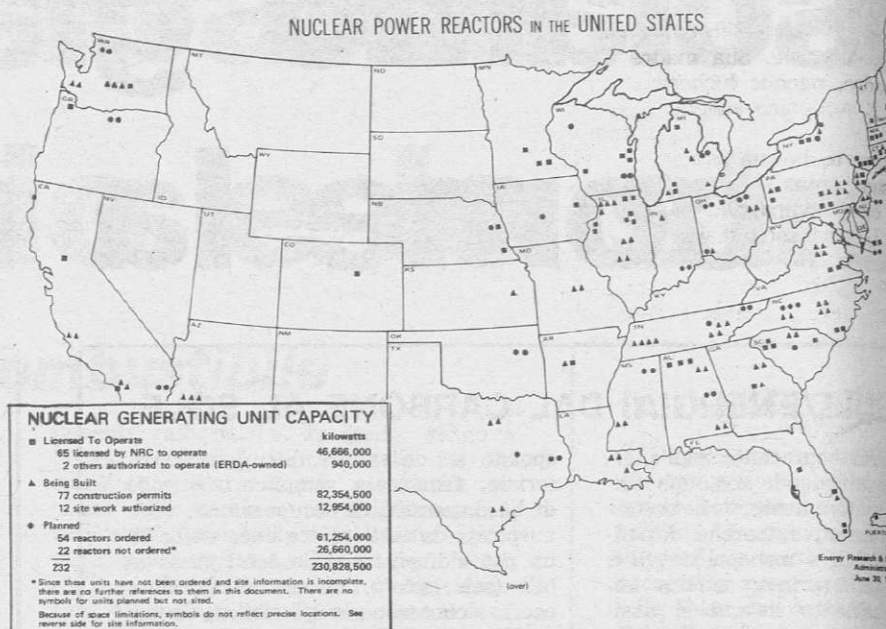 NUCLEAR POWER REACTORS IN THE UNITED STATES
WA
MT
ND
MN
OR
ID
WY
SD
WI
MI
NY
VT
CA
NV
UT
CO
NB
IA
IL
IN
OH
PA
KS
MO
KY
WV
VA
AZ
NM
OK
TX
AR
TN
NC
SC
MS
AL
GA
FL
NUCLEAR GENERATING UNIT CAPACITY
kilowatts
■ Licensed To Operate
65 licensed by NRC to operate 46,666,000
2 others authorized to operate (ERDA-owned) 940,000
▲ Being Built
77 construction permits 82,354,500
12 site work authorized 12,954,000
● Planned
54 reactors ordered 61,254,000
22 reactors not ordered* 26,660,000
232 230,828,500
* Since these units have not been ordered and site information is incomplete,
there are no further references to them in this document. There are no
symbols for units planned but not sited.
Because of space limitations, symbols do not reflect precise locations. See
reverse side for site information.
(over)
Energy Research &
June 30,